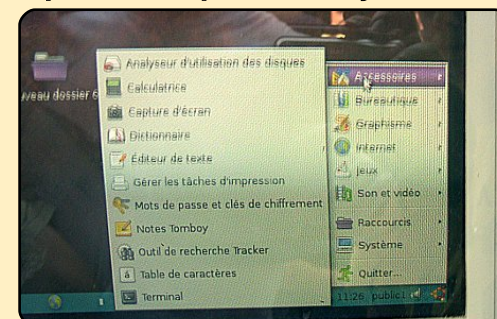 veau dossier 6
Analyseur d'utilisation des disques
Calculatrice
Capture d'écran
Dictionnaire
Éditeur de texte
Gérer les tâches d'impression
Mots de passe et clés de chiffrement
Notes Tomboy
Outil de recherche Tracker
Table de caractères
Terminal
Accessoires
Bureautique
Graphisme
Internet
Jeux
Son et vidéo
Raccourcis
Système
Quitter...
11:26 public1